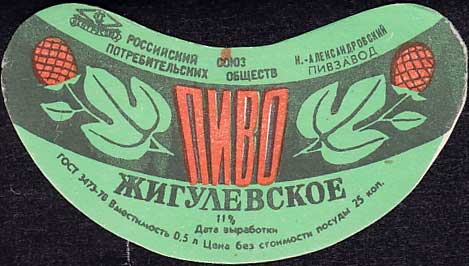 РОССИЙСКИЙ СОЮЗ
ПОТРЕБИТЕЛЬСКИХ ОБЩЕСТВ
Н.-АЛЕКСАНДРОВСКИЙ
ПИВЗАВОД
ПИВО
ЖИГУЛЕВСКОЕ
11%
Дата выработки
ГОСТ 3473-78 Вместимость 0,5 л Цена без стоимости посуды 25 коп.